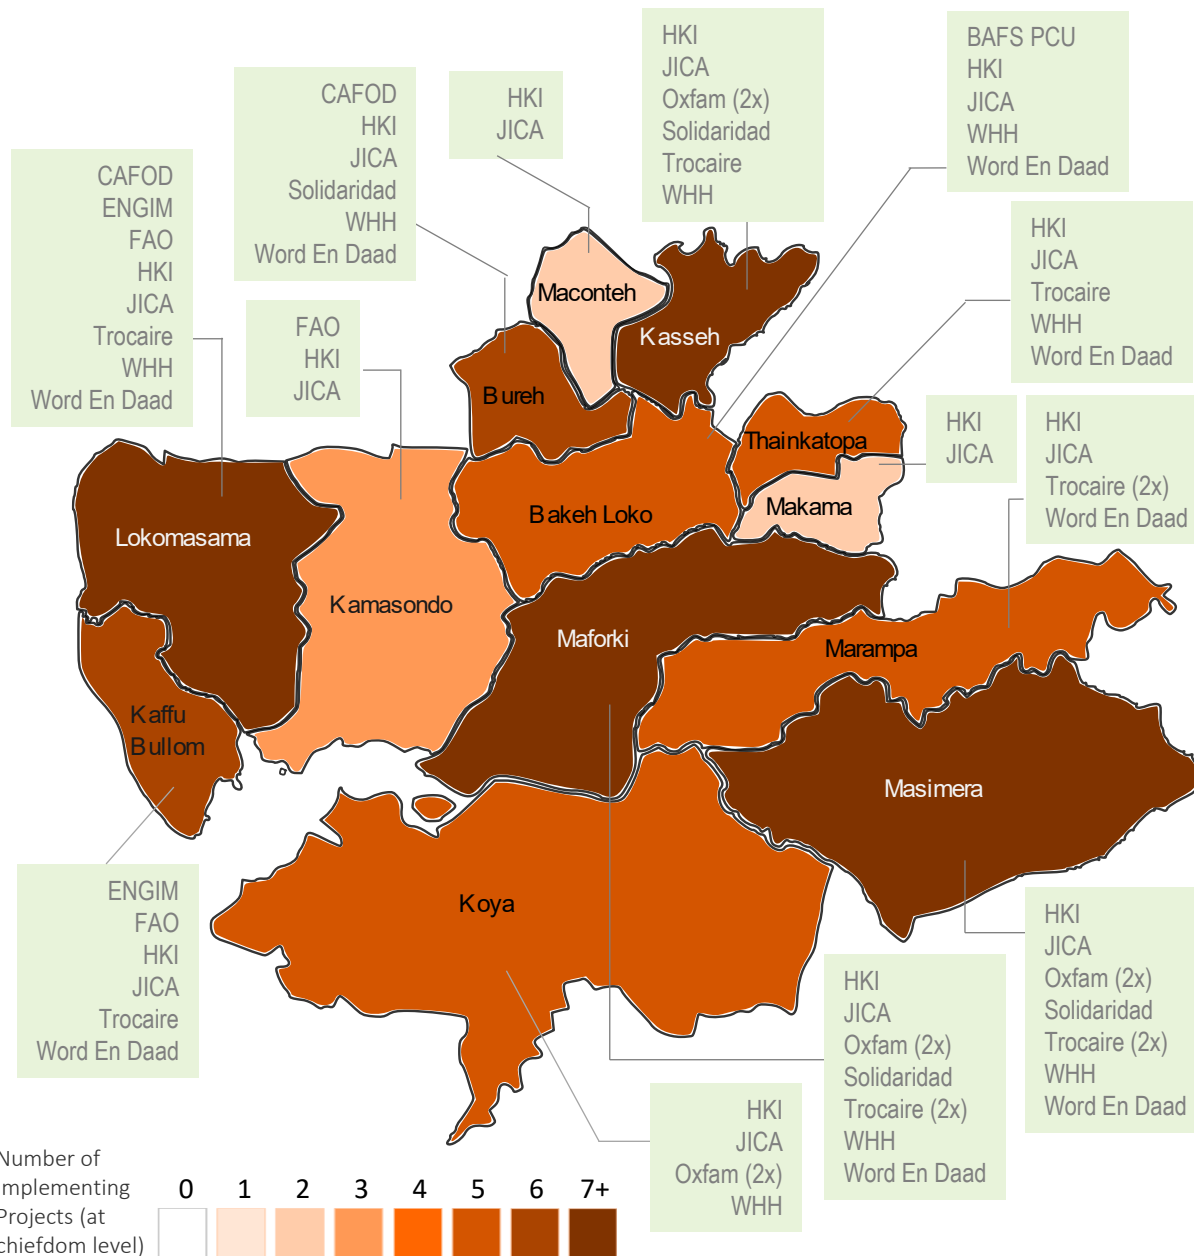 HKI
JICA
Oxfam (2x)
Solidaridad
Trocaire
WHH
BAFS PCU
HKI
JICA
WHH
Word En Daad
CAFOD
HKI
JICA
Solidaridad
WHH
Word En Daad
HKI
JICA
CAFOD
ENGIM
FAO
HKI
JICA
Trocaire
WHH
Word En Daad
HKI
JICA
Trocaire
WHH
Word En Daad
FAO
HKI
JICA
HKI
JICA
HKI
JICA
Trocaire (2x)
Word En Daad
Maconteh
Kasseh
Bureh
Thainkatopa
Makama
Bakeh Loko
Lokomasama
Kamasondo
Maforki
Marampa
Kaffu
Bullom
Masimera
Koya
ENGIM
FAO
HKI
JICA
Trocaire
Word En Daad
HKI
JICA
Oxfam (2x)
Solidaridad
Trocaire (2x)
WHH
Word En Daad
HKI
JICA
Oxfam (2x)
Solidaridad
Trocaire (2x)
WHH
Word En Daad
HKI
JICA
Oxfam (2x)
WHH
Number of
Implementing
Projects (at
chiefdom level)
0 1 2 3 4 5 6 7+